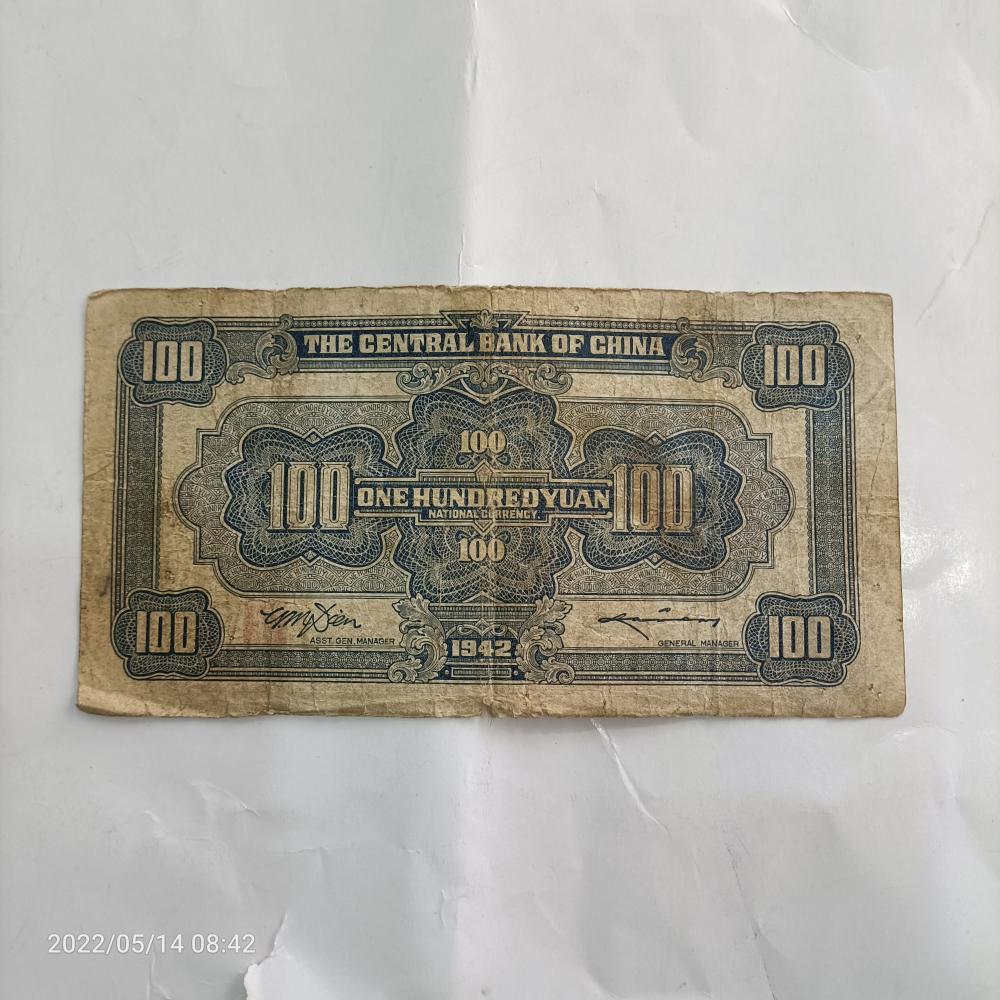 100 100
THE CENTRAL BANK OF CHINA
100
100 ONE HUNDRED YUAN 100
NATIONAL CURRENCY.
100
ASST. GEN. MANAGER
GENERAL MANAGER
100 1942 100
2022/05/14 08:42